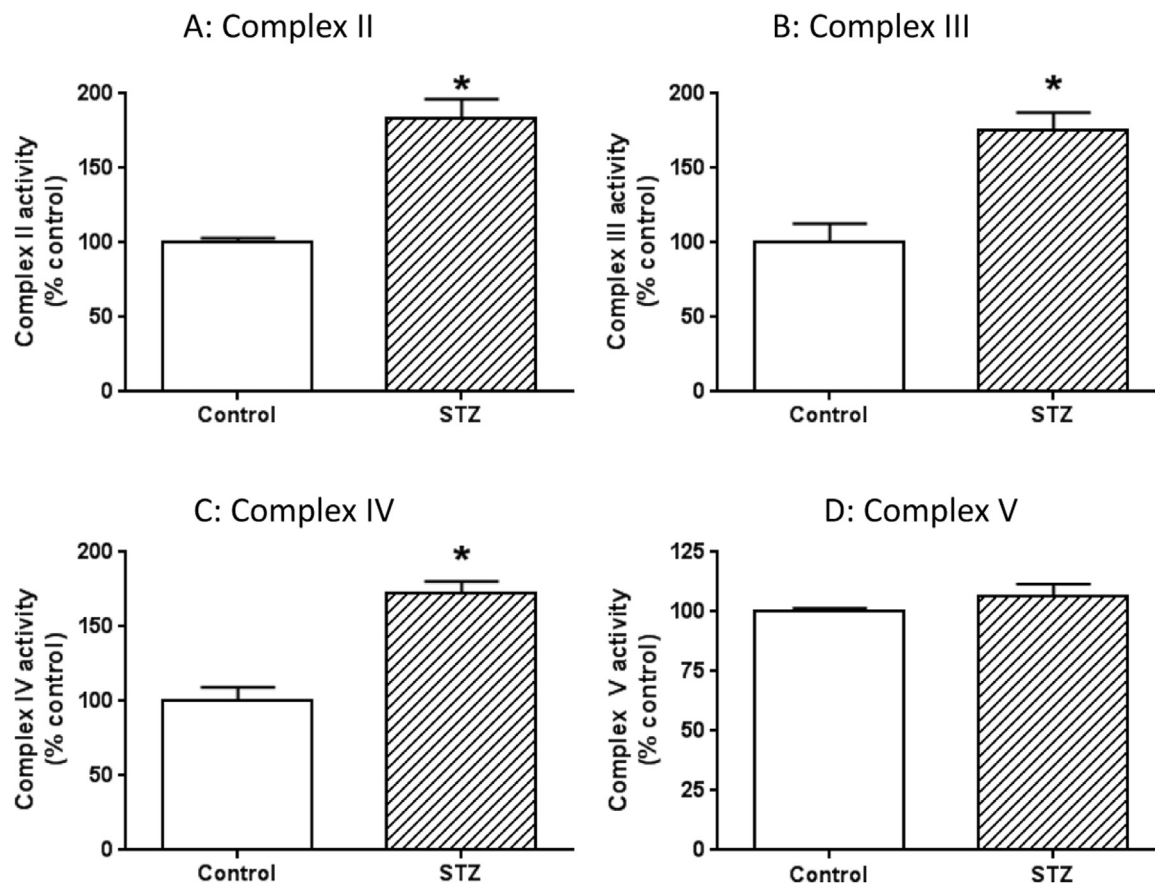 A: Complex II
Complex II activity
(% control)
200
150
100
50
0
*
Control
STZ
B: Complex III
Complex III activity
(% control)
200
150
100
50
0
*
Control
STZ
C: Complex IV
Complex IV activity
(% control)
200
150
100
50
0
*
Control
STZ
D: Complex V
Complex V activity
(% control)
125
100
75
50
25
0
Control
STZ